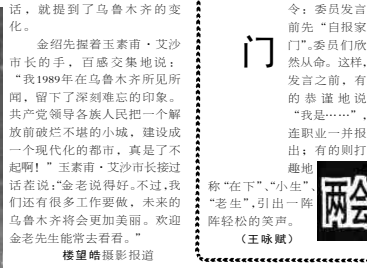 话，就提到了乌鲁木齐的变
化。
金绍先握着玉素甫·艾沙
市长的手，百感交集地说：
“我1989年在乌鲁木齐所见所
闻，留下了深刻难忘的印象。
共产党领导各族人民把一个解
放前破烂不堪的小城，建设成
一个现代化的都市，真是了不
起啊！”玉素甫·艾沙市长接过
话茬说：“金老说得好。不过，我
们还有很多工作要做，未来的
乌鲁木齐将会更加美丽。欢迎
金老先生能常去看看。”
楼望皓摄影报道
门
令：委员发言
前先“自报家
门”。委员们欣
然从命。这样，
发言之前，有
的恭谨地说
“我是……”，
连职业一并报
出；有的则打
趣地
称“在下”、“小生”、
“老生”，引出一阵
阵轻松的笑声。
（王咏赋）
两会